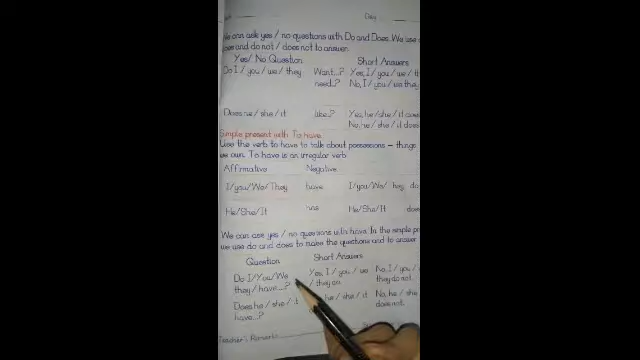 Day
We can ask yes / no questions with Do and Does. We use
does and do not / does not to answer.
Yes/ No Question Short Answers
Do I / you / we / they Want...? Yes, I / you / we / th
need..? No, I / you / we they
Does he / she / it like..? Yes, he/she / it does
No, he / she / it does
Simple present with To have
Use the verb to have to talk about possessions – things
we own. To have is an irregular verb.
Affirmative Negative
I/you/We/They have I/you/We/ hey do
He/She/It has He/She/It does
We can ask yes / no questions with have. In the simple pr
we use do and does to make the questions and to answer
Question Short Answers
Do I/You/We Yes, I / you / we No, I / you /
they / have....? / they do. they do not.
Does he / she / it he / she / it No, he / she
have....? does not.
Teacher's Remarks